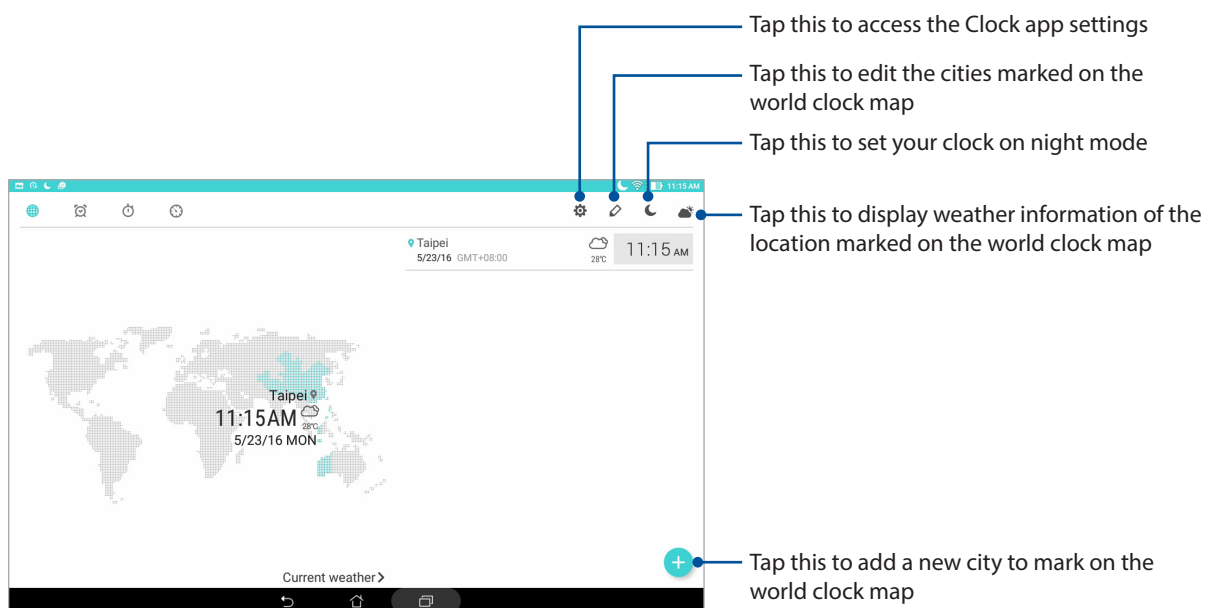 Tap this to access the Clock app settings
Tap this to edit the cities marked on the
world clock map
Tap this to set your clock on night mode
11:15 AM
Tap this to display weather information of the
location marked on the world clock map
Taipei
5/23/16 GMT+08:00
28°C
11:15 AM
Taipei
11:15AM
28°C
5/23/16 MON
Current weather
Tap this to add a new city to mark on the
world clock map